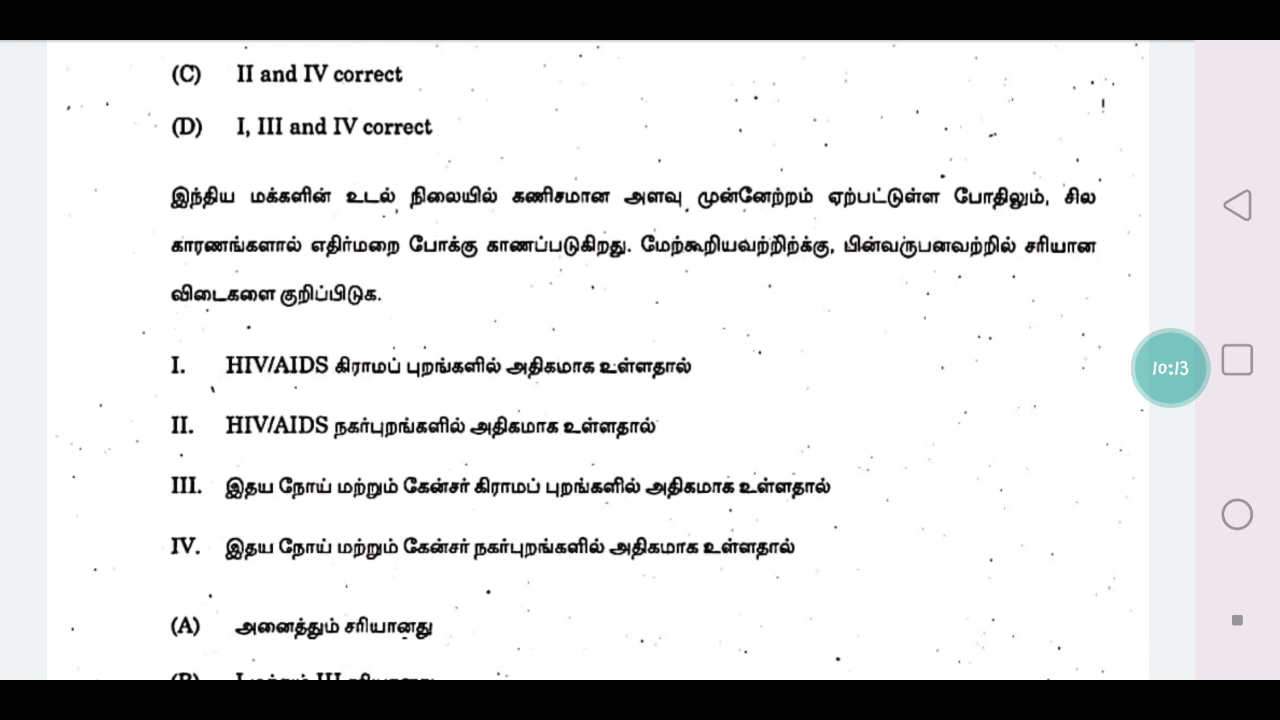 (C) II and IV correct
(D) I, III and IV correct
இந்திய மக்களின் உடல் நிலையில் கணிசமான அளவு முன்னேற்றம் ஏற்பட்டுள்ள போதிலும், சில
காரணங்களால் எதிர்மறை போக்கு காணப்படுகிறது. மேற்கூறியவற்றிற்க்கு, பின்வருபனவற்றில் சரியான
விடைகளை குறிப்பிடுக.
I. HIV/AIDS கிராமப் புறங்களில் அதிகமாக உள்ளதால்
II. HIV/AIDS நகர்புறங்களில் அதிகமாக உள்ளதால்
III. இதய நோய் மற்றும் கேன்சர் கிராமப் புறங்களில் அதிகமாக உள்ளதால்
IV. இதய நோய் மற்றும் கேன்சர் நகர்புறங்களில் அதிகமாக உள்ளதால்
(A) அனைத்தும் சரியானது
10:13